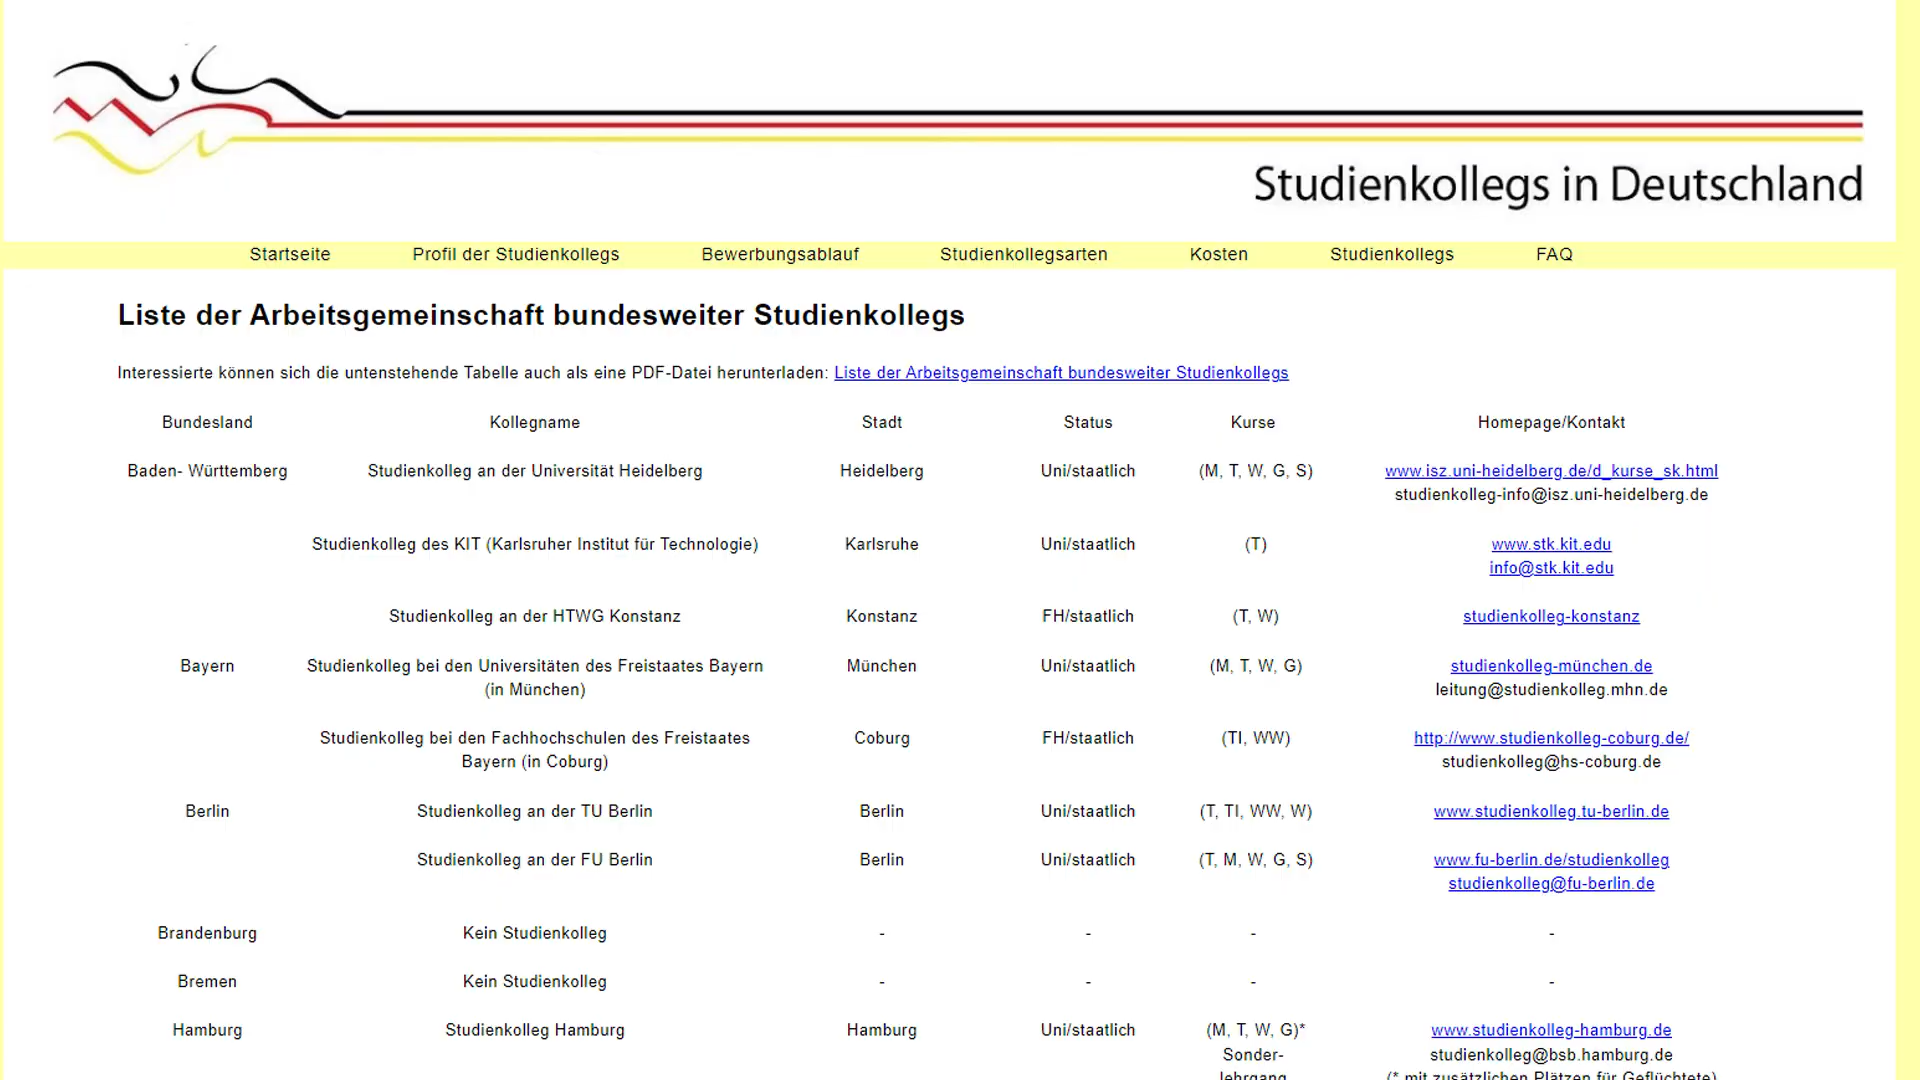 Studienkollegs in Deutschland
Startseite Profil der Studienkollegs Bewerbungsablauf Studienkollegsarten Kosten Studienkollegs FAQ
Liste der Arbeitsgemeinschaft bundesweiter Studienkollegs
Interessierte können sich die untenstehende Tabelle auch als eine PDF-Datei herunterladen: Liste der Arbeitsgemeinschaft bundesweiter Studienkollegs
Bundesland Kollegname Stadt Status Kurse Homepage/Kontakt
Baden- Württemberg Studienkolleg an der Universität Heidelberg Heidelberg Uni/staatlich (M, T, W, G, S) www.isz.uni-heidelberg.de/d_kurse_sk.html
studienkolleg-info@isz.uni-heidelberg.de
Studienkolleg des KIT (Karlsruher Institut für Technologie) Karlsruhe Uni/staatlich (T) www.stk.kit.edu
info@stk.kit.edu
Studienkolleg an der HTWG Konstanz Konstanz FH/staatlich (T, W) studienkolleg-konstanz
Bayern Studienkolleg bei den Universitäten des Freistaates Bayern München Uni/staatlich (M, T, W, G) studienkolleg-münchen.de
(in München) leitung@studienkolleg.mhn.de
Studienkolleg bei den Fachhochschulen des Freistaates Coburg FH/staatlich (TI, WW) http://www.studienkolleg-coburg.de/
Bayern (in Coburg) studienkolleg@hs-coburg.de
Berlin Studienkolleg an der TU Berlin Berlin Uni/staatlich (T, TI, WW, W) www.studienkolleg.tu-berlin.de
Studienkolleg an der FU Berlin Berlin Uni/staatlich (T, M, W, G, S) www.fu-berlin.de/studienkolleg
studienkolleg@fu-berlin.de
Brandenburg Kein Studienkolleg - - - -
Bremen Kein Studienkolleg - - - -
Hamburg Studienkolleg Hamburg Hamburg Uni/staatlich (M, T, W, G)* www.studienkolleg-hamburg.de
Sonder- studienkolleg@bsb.hamburg.de
lehrgang (* mit zusätzlichen Plätzen für Geflüchtete)